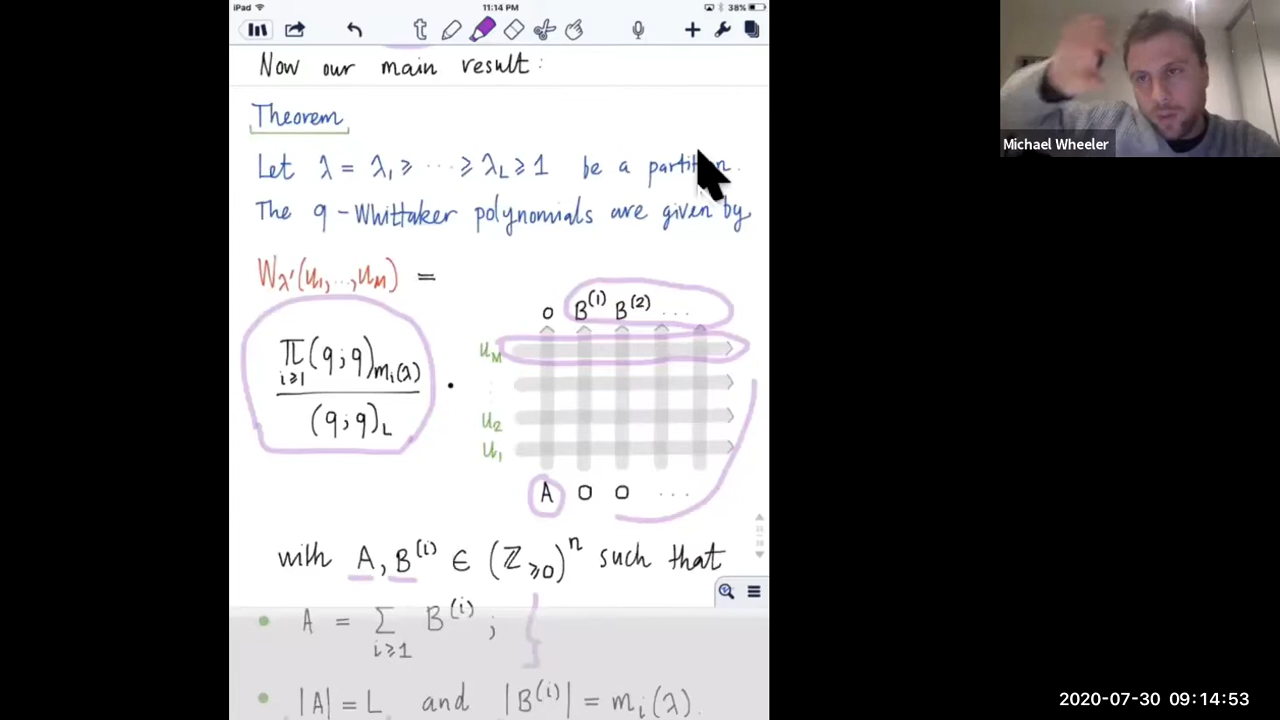 iPad 11:14 PM 38%
Now our main result:
Theorem
Let λ = λ₁ ≥ ··· ≥ λ_L ≥ 1 be a partition.
The q-Whittaker polynomials are given by
W_λ'(u₁,...,u_M) =
0 B^(1) B^(2) ...
∏_{i≥1} (q;q)_{m_i(λ)}
(q;q)_L
·
u_M
u₂
u₁
A 0 0 ...
with A, B^(i) ∈ (ℤ_{≥0})^n such that
• A = ∑_{i≥1} B^(i);
• |A| = L and |B^(i)| = m_i(λ).
Michael Wheeler
2020-07-30 09:14:53